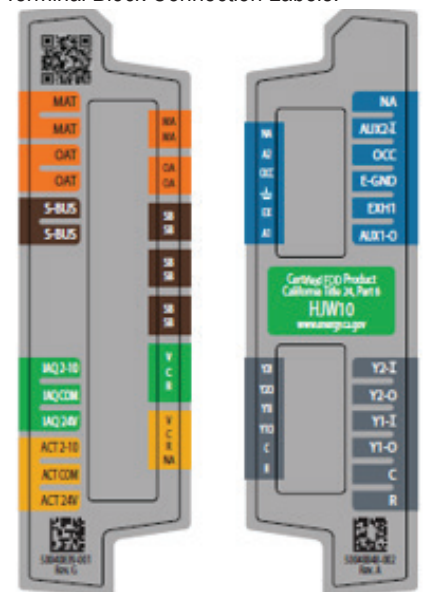 Terminal Block Connection Labels.
MAT
MAT
OAT
OAT
S-BUS
S-BUS
IAQ 2-10
IAQ COM
IAQ 24V
ACT 2-10
ACT COM
ACT 24V
Rev. G
MA
MA
OA
OA
SB
SB
SB
SB
SB
SB
V
C
R
V
C
R
NA
NA
A2
OCC
EX
A1
NA
AUX2-I
OCC
E-GND
EXH1
AUX1-O
Certified FDD Product
California Title 24, Part 6
HJW10
www.energy.ca.gov
Y2I
Y2O
Y1I
Y1O
C
R
Y2-I
Y2-O
Y1-I
Y1-O
C
R
Rev. A